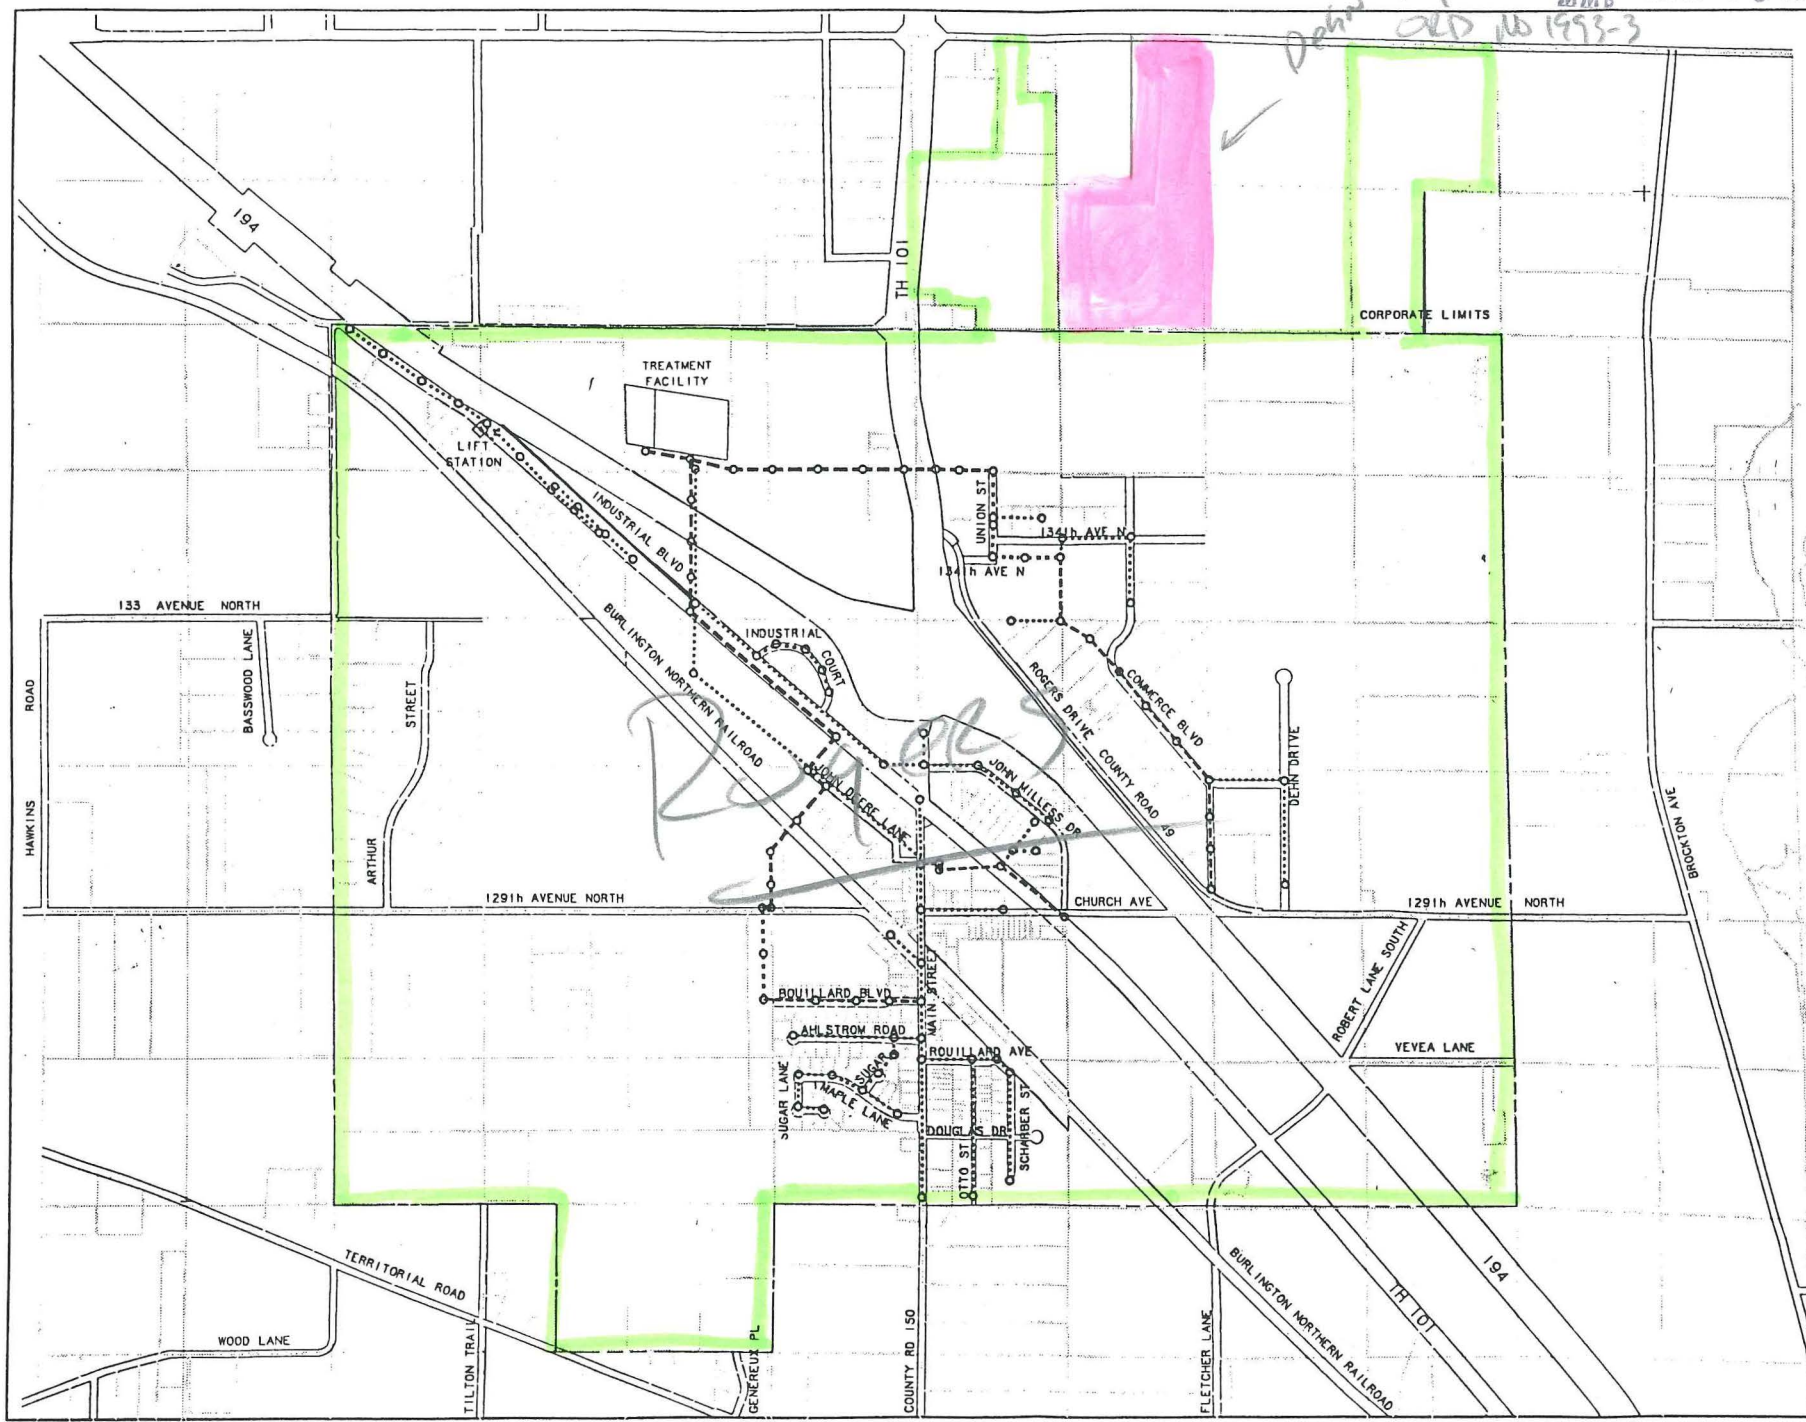 Dehn
ORD NO 1993-3
194
TH 101
CORPORATE LIMITS
TREATMENT
FACILITY
LIFT
STATION
INDUSTRIAL BLVD
UNION ST
134th AVE N
134th AVE N
133 AVENUE NORTH
BASSWOOD LANE
HAWKINS ROAD
ARTHUR STREET
BURLINGTON NORTHERN RAILROAD
INDUSTRIAL COURT
ROGERS DRIVE COUNTY ROAD 49
COMMERCE BLVD
DEHN DRIVE
BROCKTON AVE
Rogers
JOHN DEERE LANE
JOHN MILLESS DR
129th AVENUE NORTH
CHURCH AVE
129th AVENUE NORTH
ROUILLARD BLVD
MAIN STREET
AHLSTROM ROAD
ROUILLARD AVE
SUGAR LANE
SUGAR
MAPLE LANE
DOUGLAS DR
OTTO ST
SCHARBER ST
ROBERT LANE SOUTH
VEVEA LANE
TERRITORIAL ROAD
WOOD LANE
TILTON TRAIL
GENEREUX PL
COUNTY RD 150
FLETCHER LANE
BURLINGTON NORTHERN RAILROAD
TH 101
194